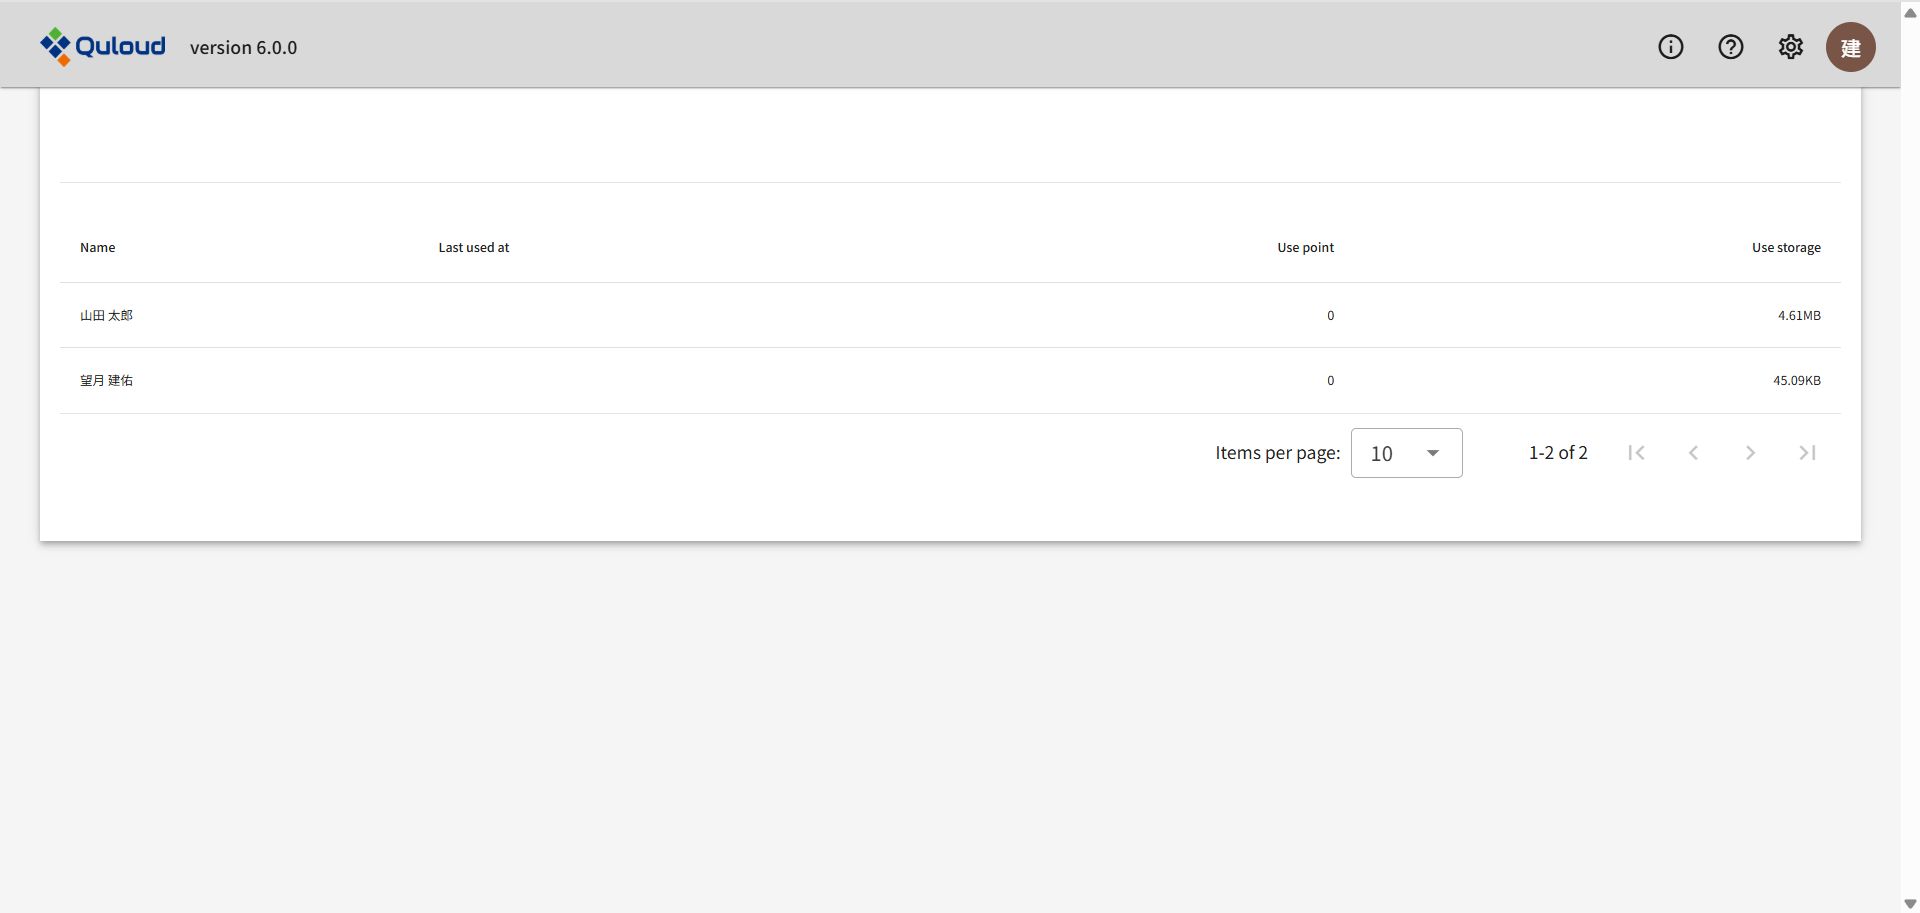 Quloud version 6.0.0 建
Name Last used at Use point Use storage
山田 太郎 0 4.61MB
望月 建佑 0 45.09KB
Items per page: 10 1-2 of 2